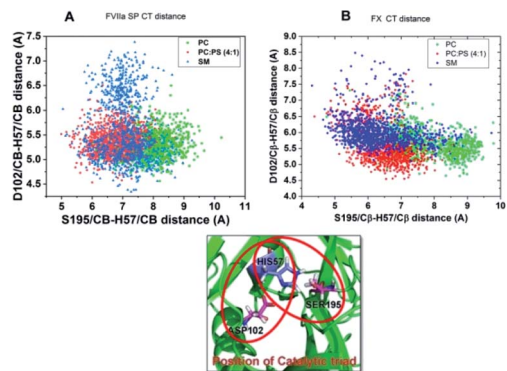 A
FVIIa SP CT distance
PC
PC:PS (4:1)
SM
D102/CB-H57/CB distance (A)
7.5
7.0
6.5
6.0
5.5
5.0
4.5
5 6 7 8 9 10 11
S195/CB-H57/CB distance (A)
B
FX CT distance
PC
PC:PS (4:1)
SM
D102/Cβ-H57/Cβ distance (A)
9.0
8.5
8.0
7.5
7.0
6.5
6.0
5.5
5.0
4.5
4.0
4 5 6 7 8 9 10
S195/Cβ-H57/Cβ distance (A)
HIS57
SER195
ASP102
Position of Catalytic triad